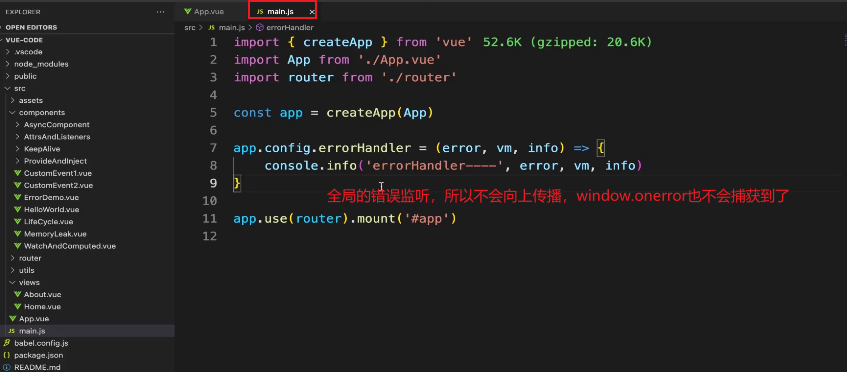 EXPLORER
···
App.vue
JS main.js ×
OPEN EDITORS
src > JS main.js > errorHandler
VUE-CODE
.vscode
node_modules
public
src
assets
components
AsyncComponent
AttrsAndListeners
KeepAlive
ProvideAndInject
CustomEvent1.vue
CustomEvent2.vue
ErrorDemo.vue
HelloWorld.vue
LifeCycle.vue
MemoryLeak.vue
WatchAndComputed.vue
router
utils
views
About.vue
Home.vue
App.vue
JS main.js
babel.config.js
package.json
README.md
1 import { createApp } from 'vue' 52.6K (gzipped: 20.6K)
2 import App from './App.vue'
3 import router from './router'
4
5 const app = createApp(App)
6
7 app.config.errorHandler = (error, vm, info) => {
8 console.info('errorHandler----', error, vm, info)
9 }
全局的错误监听，所以不会向上传播，window.onerror也不会捕获到了
10
11 app.use(router).mount('#app')
12